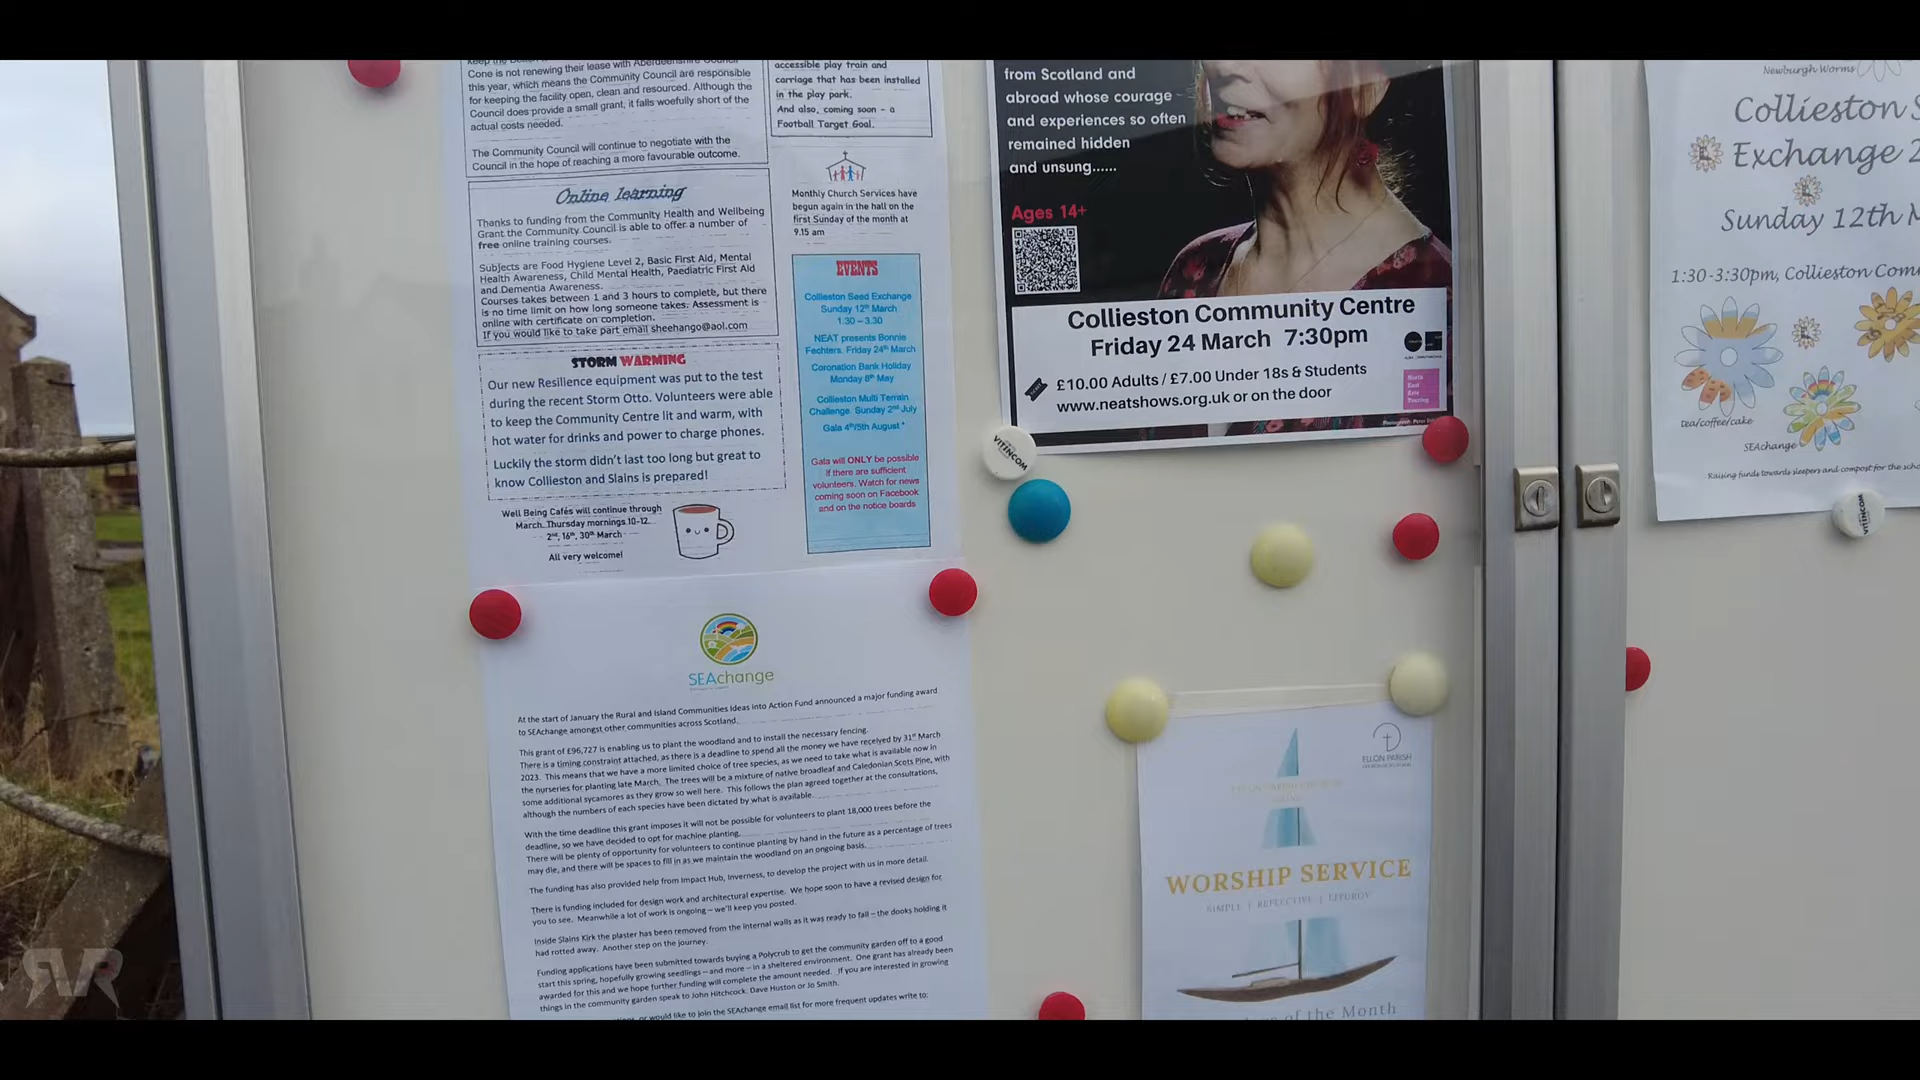 Cone is not renewing their lease with Aberdeenshire Council
this year, which means the Community Council are responsible
for keeping the facility open, clean and resourced. Although the
Council does provide a small grant, it falls woefully short of the
actual costs needed.
The Community Council will continue to negotiate with the
Council in the hope of reaching a more favourable outcome.
Online learning
Thanks to funding from the Community Health and Wellbeing
Grant the Community Council is able to offer a number of
free online training courses.
Subjects are Food Hygiene Level 2, Basic First Aid, Mental
Health Awareness, Child Mental Health, Paediatric First Aid
and Dementia Awareness.
Courses takes between 1 and 3 hours to complete, but there
is no time limit on how long someone takes. Assessment is
online with certificate on completion.
If you would like to take part email sheehango@aol.com
STORM WARMING
Our new Resilience equipment was put to the test
during the recent Storm Otto. Volunteers were able
to keep the Community Centre lit and warm, with
hot water for drinks and power to charge phones.
Luckily the storm didn't last too long but great to
know Collieston and Slains is prepared!
Well Being Cafés will continue through
March. Thursday mornings 10-12.
2nd, 16th, 30th March
All very welcome!
accessible play train and
carriage that has been installed
in the play park.
And also, coming soon - a
Football Target Goal.
Monthly Church Services have
begun again in the hall on the
first Sunday of the month at
9.15 am
EVENTS
Collieston Seed Exchange
Sunday 12th March
1.30 – 3.30
NEAT presents Bonnie
Fechters. Friday 24th March
Coronation Bank Holiday
Monday 8th May
Collieston Multi Terrain
Challenge. Sunday 2nd July
Gala 4th/5th August *
Gala will ONLY be possible
if there are sufficient
volunteers. Watch for news
coming soon on Facebook
and on the notice boards
SEAchange
At the start of January the Rural and Island Communities Ideas into Action Fund announced a major funding award
to SEAchange amongst other communities across Scotland.
This grant of £96,727 is enabling us to plant the woodland and to install the necessary fencing.
There is a timing constraint attached, as there is a deadline to spend all the money we have received by 31st March
2023. This means that we have a more limited choice of tree species, as we need to take what is available now in
the nurseries for planting late March. The trees will be a mixture of native broadleaf and Caledonian Scots Pine, with
some additional sycamores as they grow so well here. This follows the plan agreed together at the consultations,
although the numbers of each species have been dictated by what is available.
With the time deadline this grant imposes it will not be possible for volunteers to plant 18,000 trees before the
deadline, so we have decided to opt for machine planting.
There will be plenty of opportunity for volunteers to continue planting by hand in the future as a percentage of trees
may die, and there will be spaces to fill in as we maintain the woodland on an ongoing basis.
The funding has also provided help from Impact Hub, Inverness, to develop the project with us in more detail.
There is funding included for design work and architectural expertise. We hope soon to have a revised design for
you to see. Meanwhile a lot of work is ongoing – we'll keep you posted.
Inside Slains Kirk the plaster has been removed from the internal walls as it was ready to fall – the dooks holding it
had rotted away. Another step on the journey.
Funding applications have been submitted towards buying a Polycrub to get the community garden off to a good
start this spring, hopefully growing seedlings – and more – in a sheltered environment. One grant has already been
awarded for this and we hope further funding will complete the amount needed. If you are interested in growing
things in the community garden speak to John Hitchcock, Dave Huston or Jo Smith.
or would like to join the SEAchange email list for more frequent updates write to:
from Scotland and
abroad whose courage
and experiences so often
remained hidden
and unsung......
Ages 14+
Collieston Community Centre
Friday 24 March 7:30pm
£10.00 Adults / £7.00 Under 18s & Students
www.neatshows.org.uk or on the door
North
East
Arts
Touring
VITINCOM
ELLON PARISH
WORSHIP SERVICE
SIMPLE | REFLECTIVE | LITURGY
of the Month
Newburgh Worms
Collieston S
Exchange 2
Sunday 12th M
1:30-3:30pm, Collieston Com
tea/coffee/cake
SEAchange
Raising funds towards sleepers and compost for the scho
VITINCOM
RVR